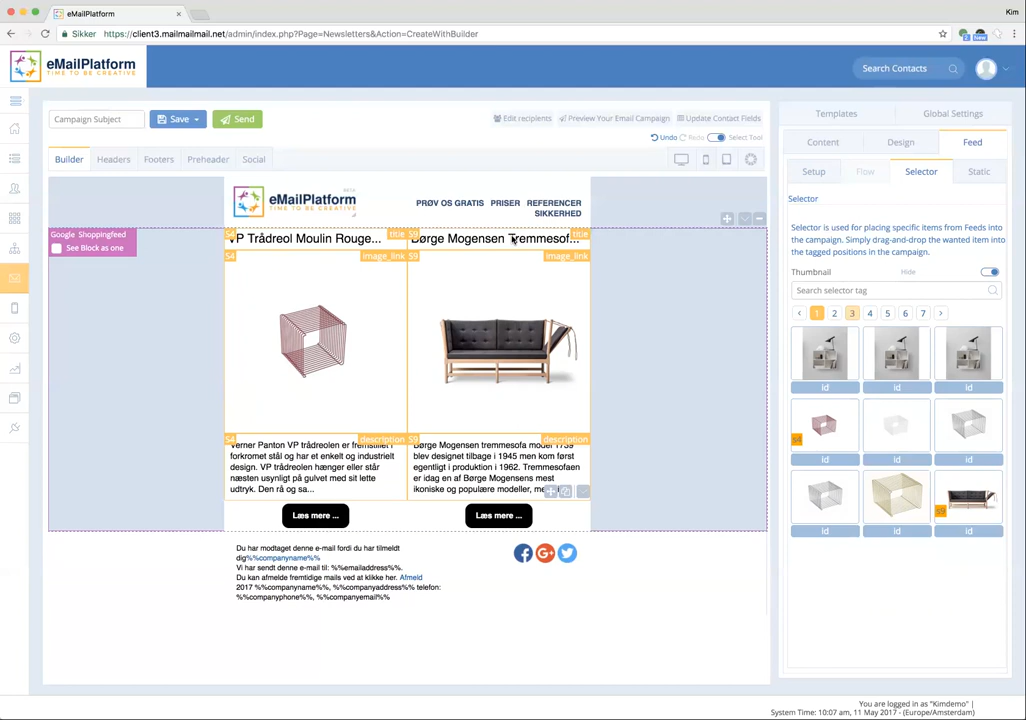 eMailPlatform
Kim
Sikker
https://client3.mailmailmail.net/admin/index.php?Page=Newsletters&Action=CreateWithBuilder
New
eMailPlatform
TIME TO BE CREATIVE
Search Contacts
Campaign Subject
Save
Send
Edit recipients
Preview Your Email Campaign
Update Contact Fields
Undo
Redo
Select Tool
Builder
Headers
Footers
Preheader
Social
eMailPlatform
BETA
TIME TO BE CREATIVE
PRØV OS GRATIS PRISER REFERENCER
SIKKERHED
Google Shoppingfeed
See Block as one
S4
title
VP Trådreol Moulin Rouge...
S9
title
Børge Mogensen Tremmesof...
S4
image_link
S9
image_link
S4
description
Verner Panton VP trådreolen er fremstillet i
forkromet stål og har et enkelt og industrielt
design. VP trådreolen hænger eller står
næsten usynligt på gulvet med sit lette
udtryk. Den rå og sa...
S9
description
Børge Mogensen tremmesofa model 1789
blev designet tilbage i 1945 men kom først
egentligt i produktion i 1962. Tremmesofaen
er idag en af Børge Mogensens mest
ikoniske og populære modeller, me
Læs mere ...
Læs mere ...
Du har modtaget denne e-mail fordi du har tilmeldt
dig%%companyname%%
Vi har sendt denne e-mail til: %%emailaddress%%.
Du kan afmelde fremtidige mails ved at klikke her. Afmeld
2017 %%companyname%%, %%companyaddress%% telefon:
%%companyphone%%, %%companyemail%%
Templates
Global Settings
Content
Design
Feed
Setup
Flow
Selector
Static
Selector
Selector is used for placing specific items from Feeds into
the campaign. Simply drag-and-drop the wanted item into
the tagged positions in the campaign.
Thumbnail
Hide
Search selector tag
1 2 3 4 5 6 7
id
id
id
S4
id
id
id
S9
id
id
id
You are logged in as "Kimdemo" |
System Time: 10:07 am, 11 May 2017 - (Europe/Amsterdam)